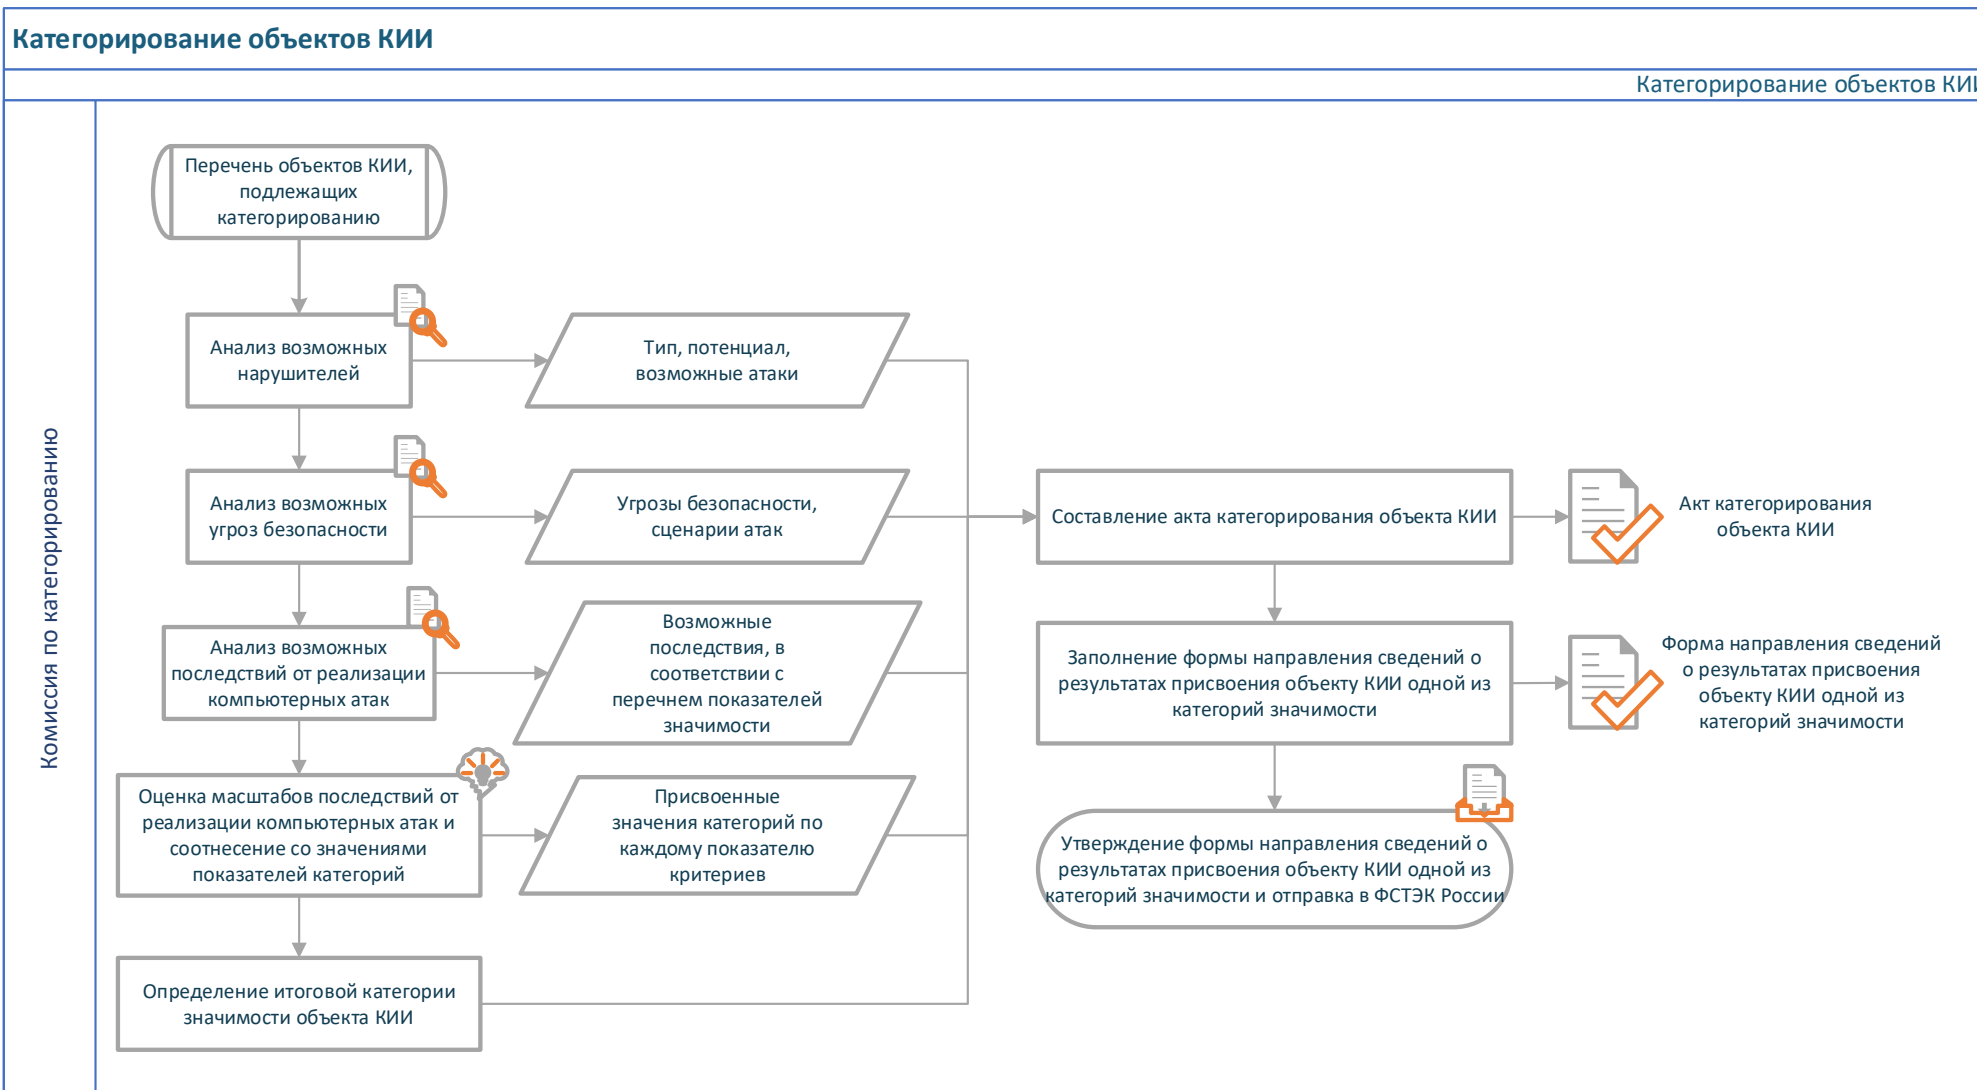 Категорирование объектов КИИ
Категорирование объектов КИИ
Комиссия по категорированию
Перечень объектов КИИ,
подлежащих
категорированию
Анализ возможных
нарушителей
Тип, потенциал,
возможные атаки
Анализ возможных
угроз безопасности
Угрозы безопасности,
сценарии атак
Анализ возможных
последствий от реализации
компьютерных атак
Возможные
последствия, в
соответствии с
перечнем показателей
значимости
Оценка масштабов последствий от
реализации компьютерных атак и
соотнесение со значениями
показателей категорий
Присвоенные
значения категорий по
каждому показателю
критериев
Определение итоговой категории
значимости объекта КИИ
Составление акта категорирования объекта КИИ
Акт категорирования
объекта КИИ
Заполнение формы направления сведений о
результатах присвоения объекту КИИ одной из
категорий значимости
Форма направления сведений
о результатах присвоения
объекту КИИ одной из
категорий значимости
Утверждение формы направления сведений о
результатах присвоения объекту КИИ одной из
категорий значимости и отправка в ФСТЭК России